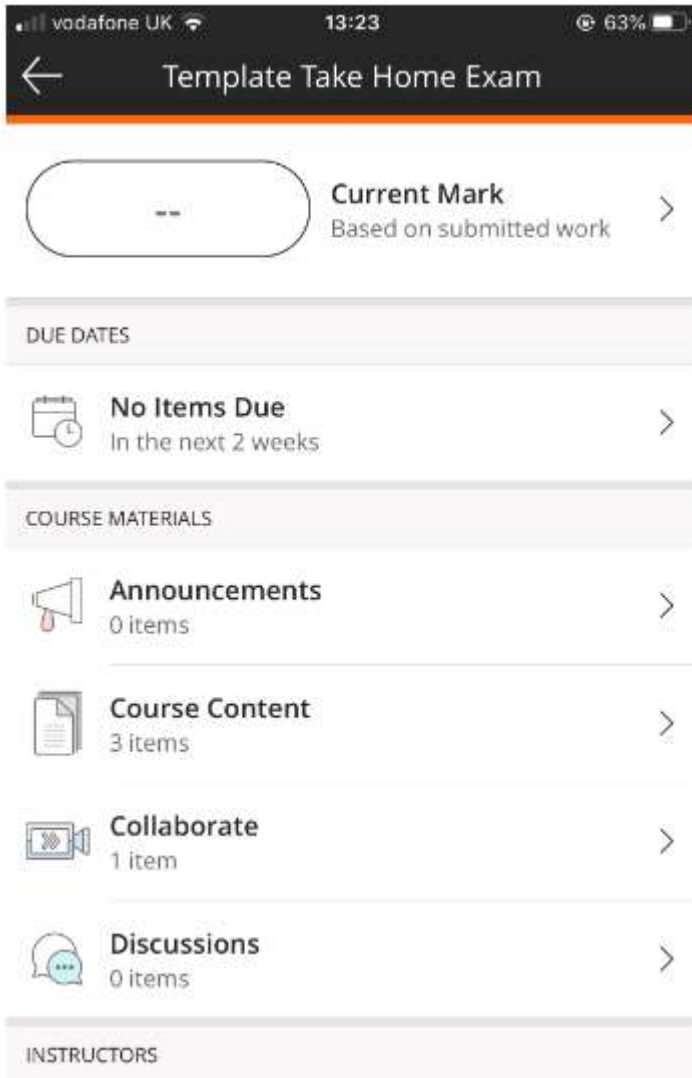 vodafone UK 13:23 63%
Template Take Home Exam
--
Current Mark
Based on submitted work
DUE DATES
No Items Due
In the next 2 weeks
COURSE MATERIALS
Announcements
0 items
Course Content
3 items
Collaborate
1 item
Discussions
0 items
INSTRUCTORS